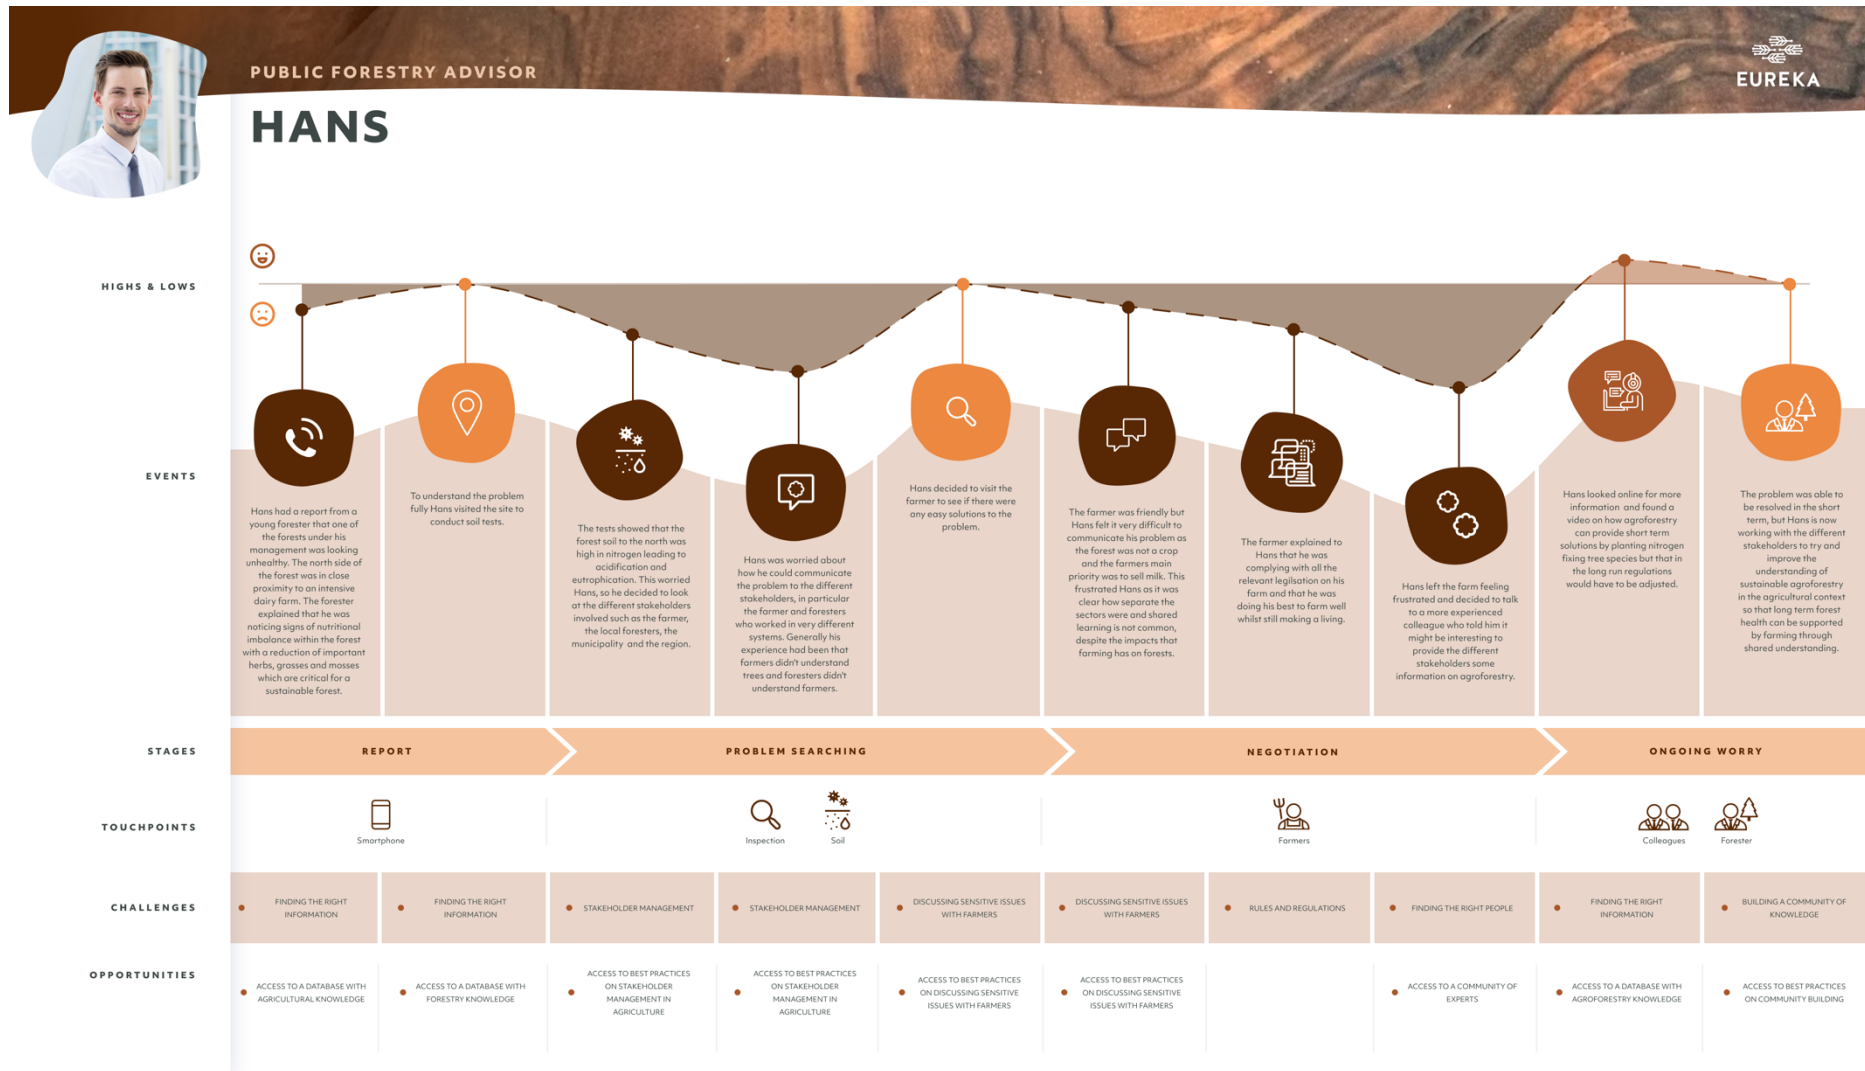 PUBLIC FORESTRY ADVISOR
EUREKA
HANS
HIGHS & LOWS
EVENTS
Hans had a report from a
young forester that one of
the forests under his
management was looking
unhealthy. The north side of
the forest was in close
proximity to an intensive
dairy farm. The forester
explained that he was
noticing signs of nutritional
imbalance within the forest
with a reduction of important
herbs, grasses and mosses
which are critical for a
sustainable forest.
To understand the problem
fully Hans visited the site to
conduct soil tests.
The tests showed that the
forest soil to the north was
high in nitrogen leading to
acidification and
eutrophication. This worried
Hans, so he decided to look
at the different stakeholders
involved such as the farmer,
the local foresters, the
municipality and the region.
Hans was worried about
how he could communicate
the problem to the different
stakeholders, in particular
the farmer and foresters
who worked in very different
systems. Generally his
experience had been that
farmers didn't understand
trees and foresters didn't
understand farmers.
Hans decided to visit the
farmer to see if there were
any easy solutions to the
problem.
The farmer was friendly but
Hans felt it very difficult to
communicate his problem as
the forest was not a crop
and the farmers main
priority was to sell milk. This
frustrated Hans as it was
clear how separate the
sectors were and shared
learning is not common,
despite the impacts that
farming has on forests.
The farmer explained to
Hans that he was
complying with all the
relevant legilsation on his
farm and that he was
doing his best to farm well
whilst still making a living.
Hans left the farm feeling
frustrated and decided to talk
to a more experienced
colleague who told him it
might be interesting to
provide the different
stakeholders some
information on agroforestry.
Hans looked online for more
information and found a
video on how agroforestry
can provide short term
solutions by planting nitrogen
fixing tree species but that in
the long run regulations
would have to be adjusted.
The problem was able to
be resolved in the short
term, but Hans is now
working with the different
stakeholders to try and
improve the
understanding of
sustainable agroforestry
in the agricultural context
so that long term forest
health can be supported
by farming through
shared understanding.
STAGES
REPORT
PROBLEM SEARCHING
NEGOTIATION
ONGOING WORRY
TOUCHPOINTS
Smartphone
Inspection
Soil
Farmers
Colleagues
Forester
CHALLENGES
FINDING THE RIGHT
INFORMATION
FINDING THE RIGHT
INFORMATION
STAKEHOLDER MANAGEMENT
STAKEHOLDER MANAGEMENT
DISCUSSING SENSITIVE ISSUES
WITH FARMERS
DISCUSSING SENSITIVE ISSUES
WITH FARMERS
RULES AND REGULATIONS
FINDING THE RIGHT PEOPLE
FINDING THE RIGHT
INFORMATION
BUILDING A COMMUNITY OF
KNOWLEDGE
OPPORTUNITIES
ACCESS TO A DATABASE WITH
AGRICULTURAL KNOWLEDGE
ACCESS TO A DATABASE WITH
FORESTRY KNOWLEDGE
ACCESS TO BEST PRACTICES
ON STAKEHOLDER
MANAGEMENT IN
AGRICULTURE
ACCESS TO BEST PRACTICES
ON STAKEHOLDER
MANAGEMENT IN
AGRICULTURE
ACCESS TO BEST PRACTICES
ON DISCUSSING SENSITIVE
ISSUES WITH FARMERS
ACCESS TO BEST PRACTICES
ON DISCUSSING SENSITIVE
ISSUES WITH FARMERS
ACCESS TO A COMMUNITY OF
EXPERTS
ACCESS TO A DATABASE WITH
AGROFORESTRY KNOWLEDGE
ACCESS TO BEST PRACTICES
ON COMMUNITY BUILDING